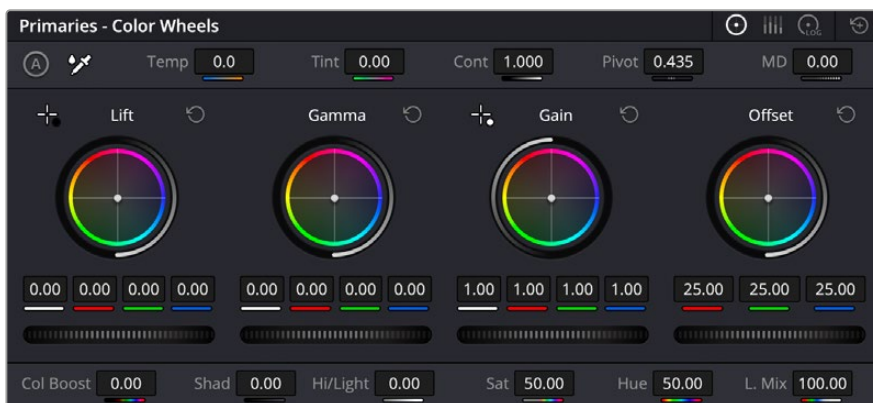 Primaries - Color Wheels
LOG
A Temp 0.0 Tint 0.00 Cont 1.000 Pivot 0.435 MD 0.00
Lift Gamma Gain Offset
0.00 0.00 0.00 0.00 0.00 0.00 0.00 0.00 1.00 1.00 1.00 1.00 25.00 25.00 25.00
Col Boost 0.00 Shad 0.00 Hi/Light 0.00 Sat 50.00 Hue 50.00 L. Mix 100.00